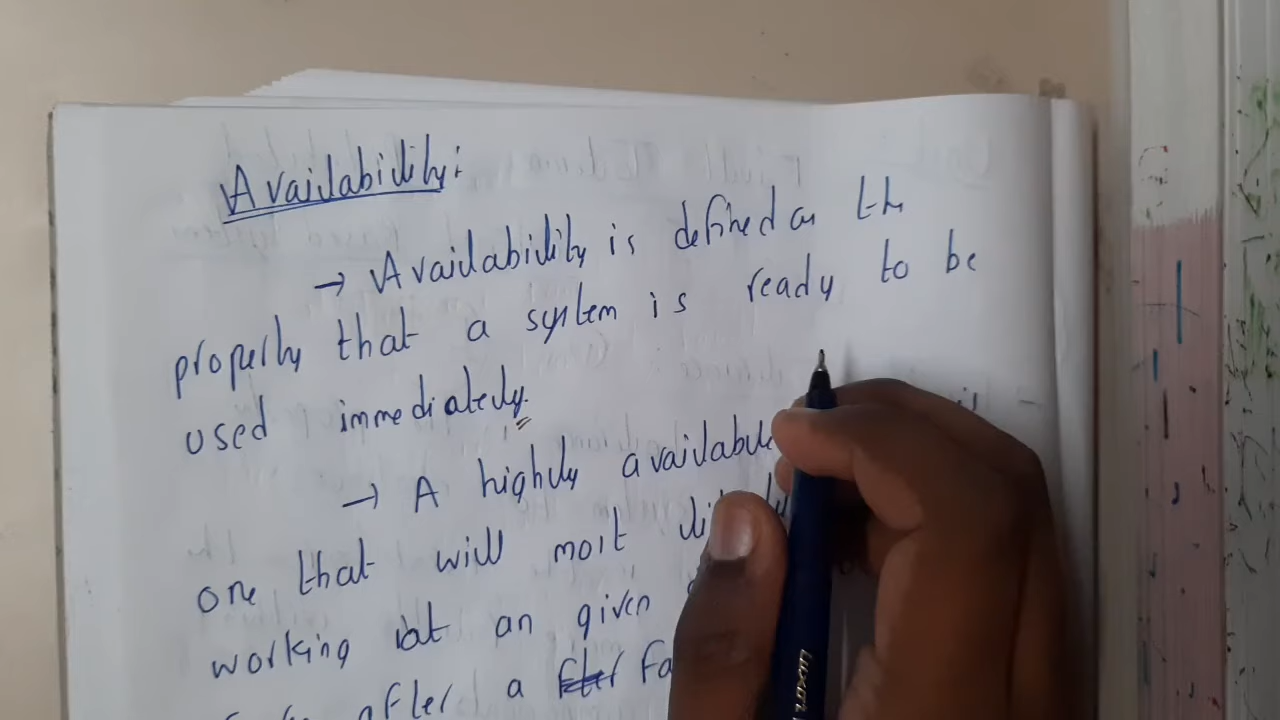 Availability:
→ Availability is defined as the
property that a system is ready to be
used immediately.
→ A highly available
one that will most
working at an given
after a fa
LUXOR